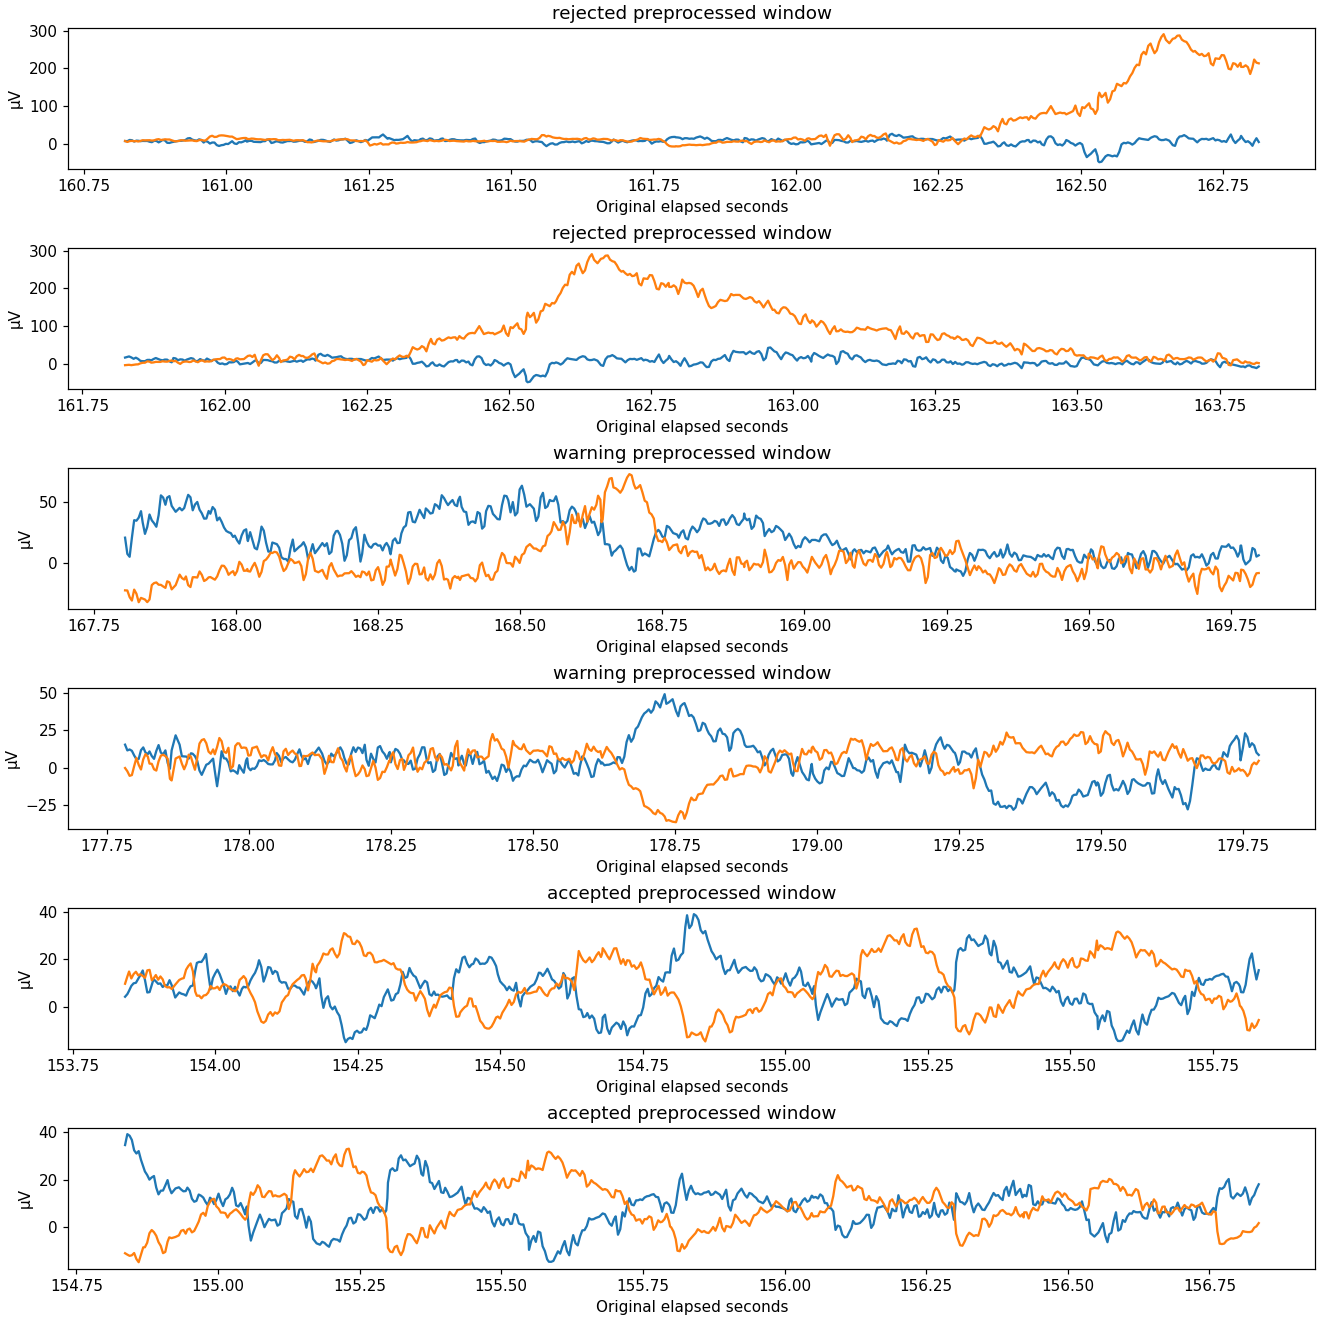 rejected preprocessed window
300
200
100
0
µV
160.75 161.00 161.25 161.50 161.75 162.00 162.25 162.50 162.75
Original elapsed seconds
rejected preprocessed window
300
200
100
0
µV
161.75 162.00 162.25 162.50 162.75 163.00 163.25 163.50 163.75
Original elapsed seconds
warning preprocessed window
50
0
µV
167.75 168.00 168.25 168.50 168.75 169.00 169.25 169.50 169.75
Original elapsed seconds
warning preprocessed window
50
25
0
−25
µV
177.75 178.00 178.25 178.50 178.75 179.00 179.25 179.50 179.75
Original elapsed seconds
accepted preprocessed window
40
20
0
µV
153.75 154.00 154.25 154.50 154.75 155.00 155.25 155.50 155.75
Original elapsed seconds
accepted preprocessed window
40
20
0
µV
154.75 155.00 155.25 155.50 155.75 156.00 156.25 156.50 156.75
Original elapsed seconds